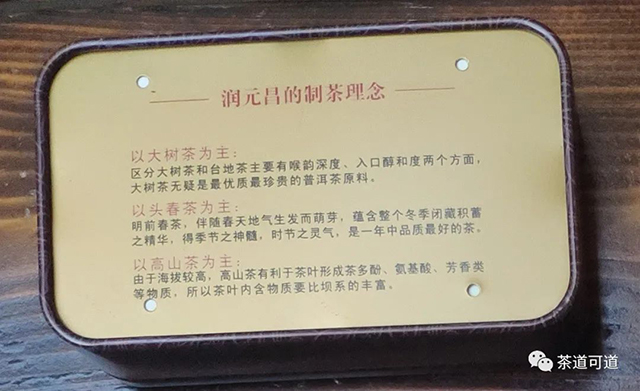 润元昌的制茶理念
以大树茶为主：
区分大树茶和台地茶主要有喉韵深度、入口醇和度两个方面，
大树茶无疑是最优质最珍贵的普洱茶原料。
以头春茶为主：
明前春茶，伴随春天地气生发而萌芽，蕴含整个冬季闭藏积蓄
之精华，得季节之神髓，时节之灵气，是一年中品质最好的茶。
以高山茶为主：
由于海拔较高，高山茶有利于茶叶形成茶多酚、氨基酸、芳香类
等物质，所以茶叶内含物质要比坝系的丰富。
茶道可道